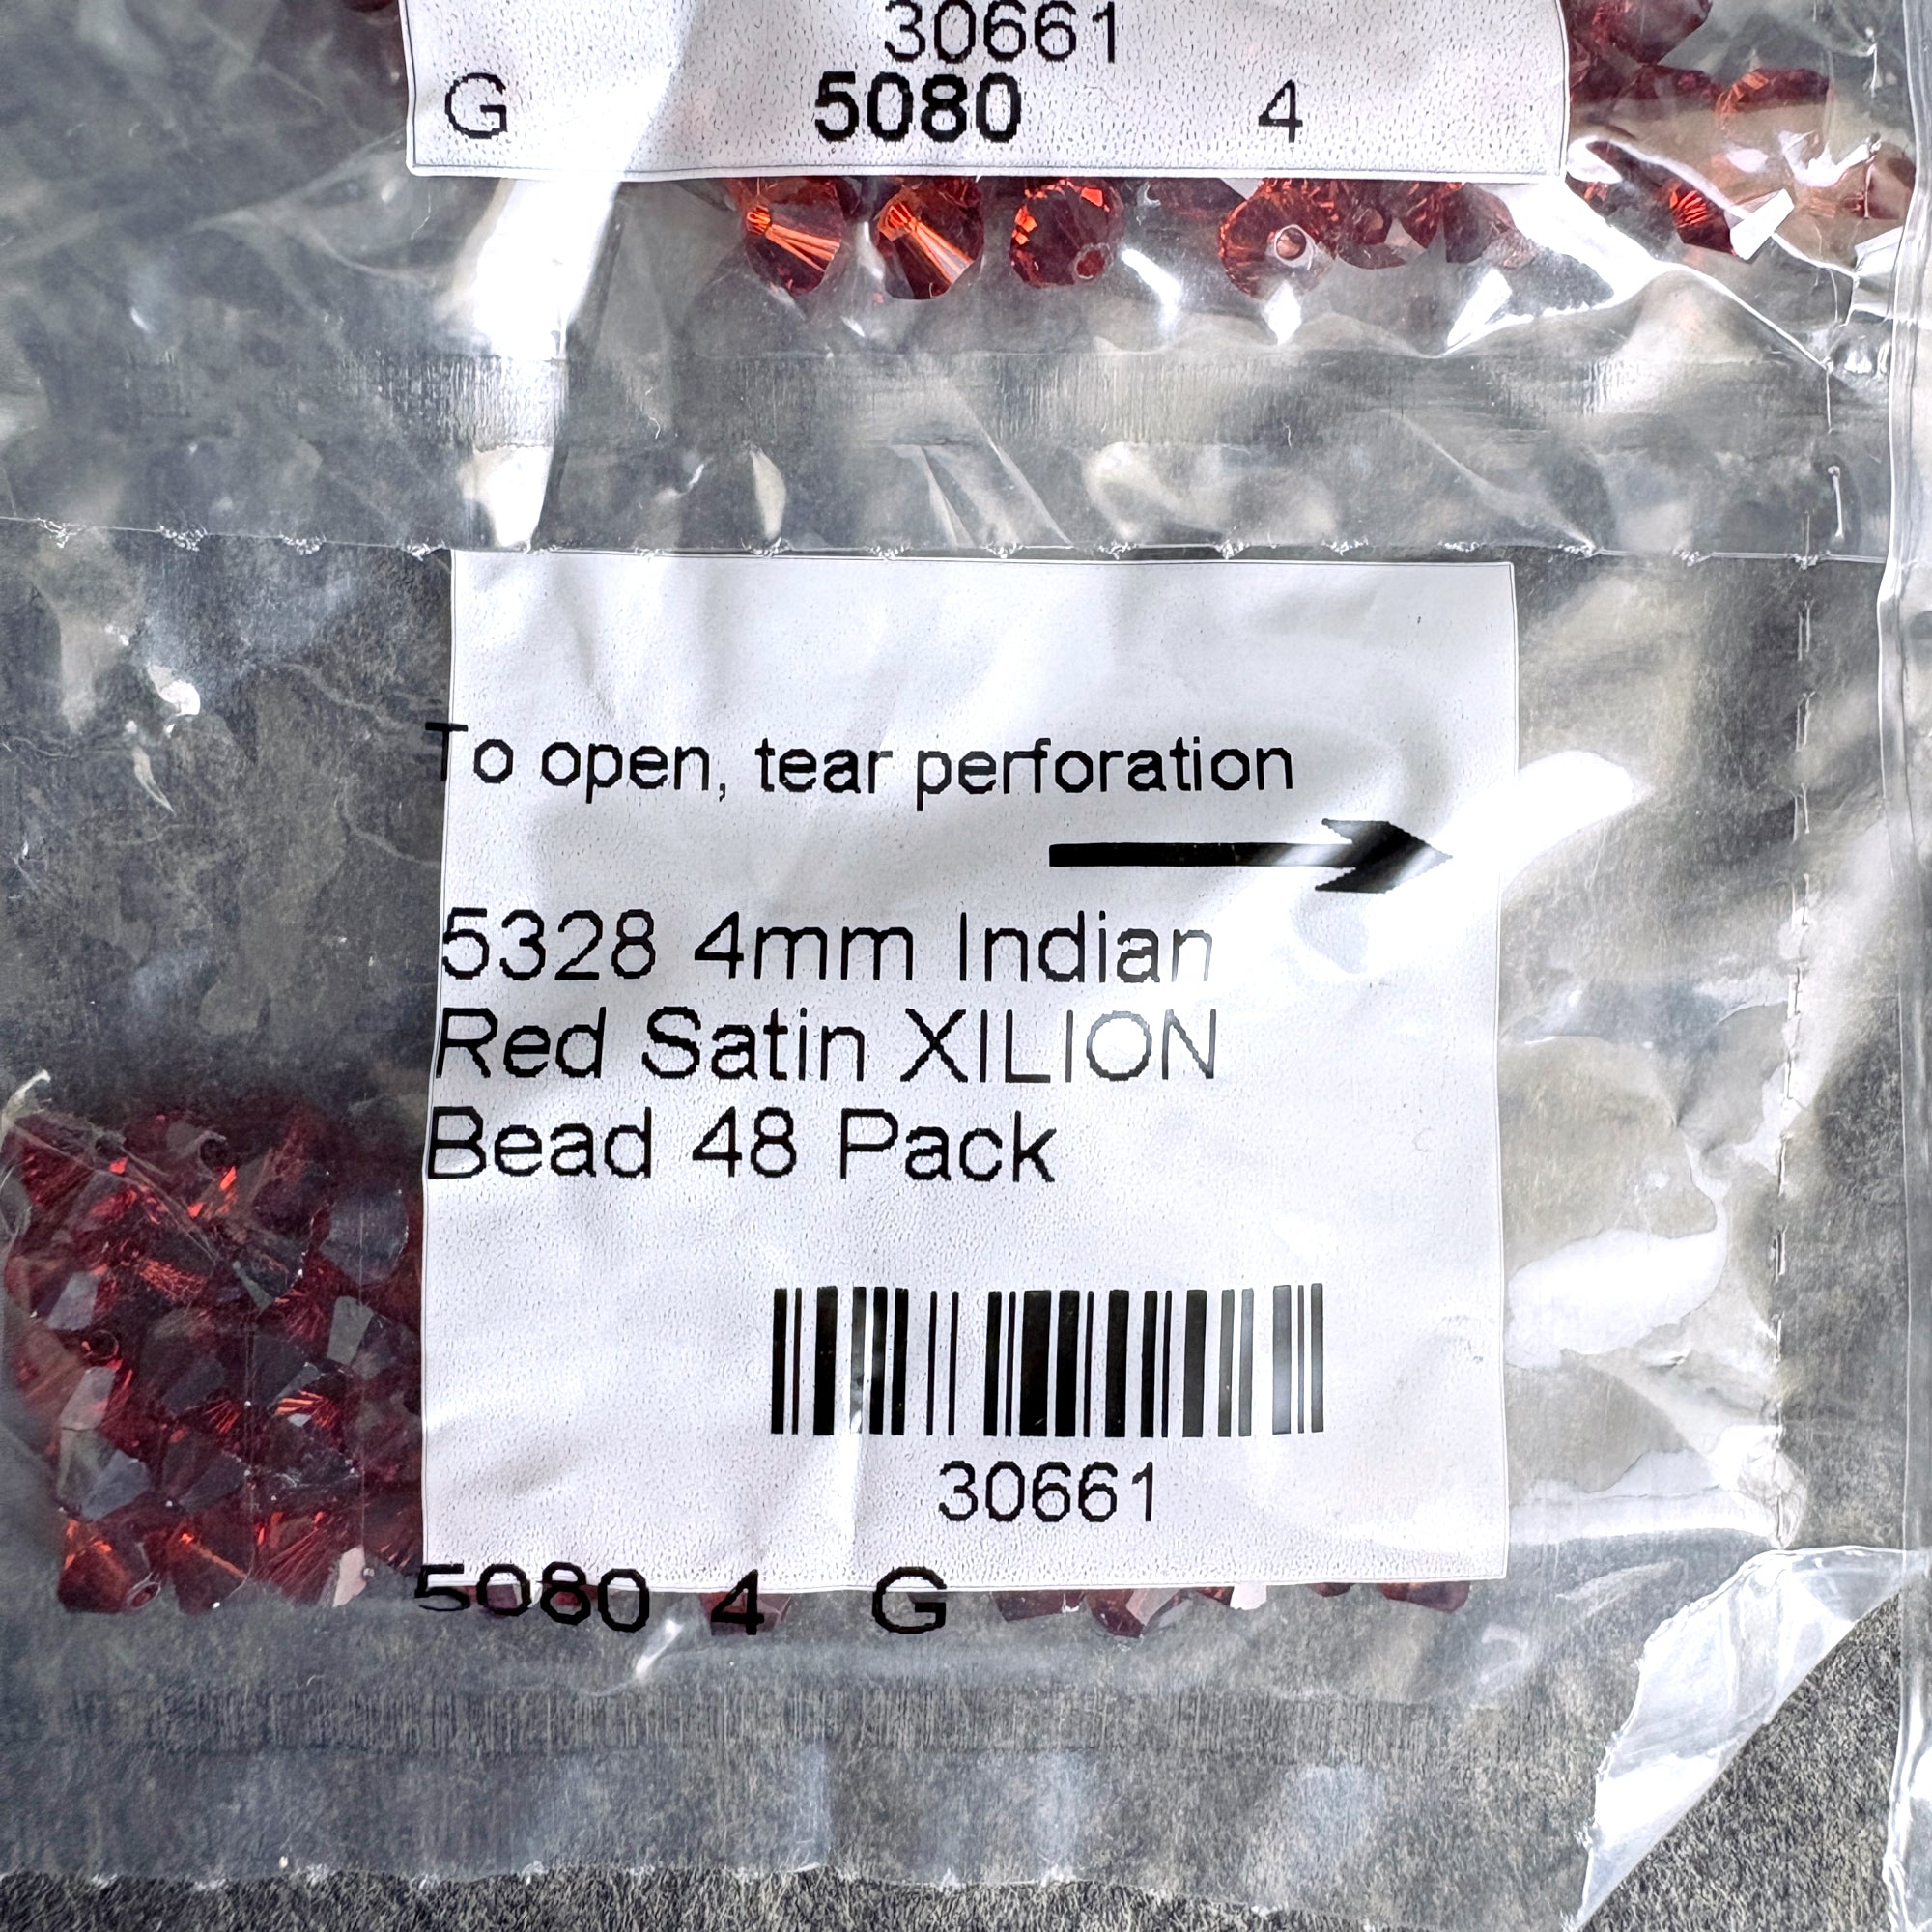 30661
G 5080 4
To open, tear perforation
5328 4mm Indian
Red Satin XILION
Bead 48 Pack
30661
5080 4 G